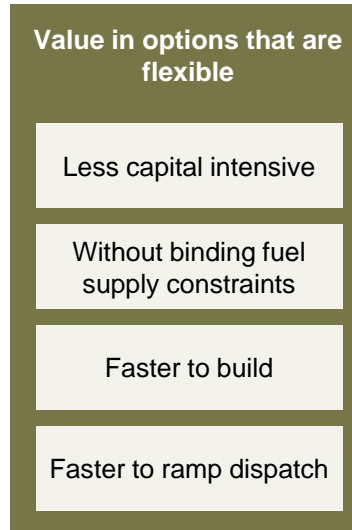 Value in options that are
flexible
Less capital intensive
Without binding fuel
supply constraints
Faster to build
Faster to ramp dispatch